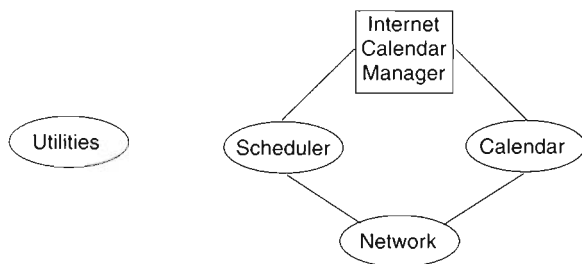 Internet
Calendar
Manager
Utilities
Scheduler
Calendar
Network